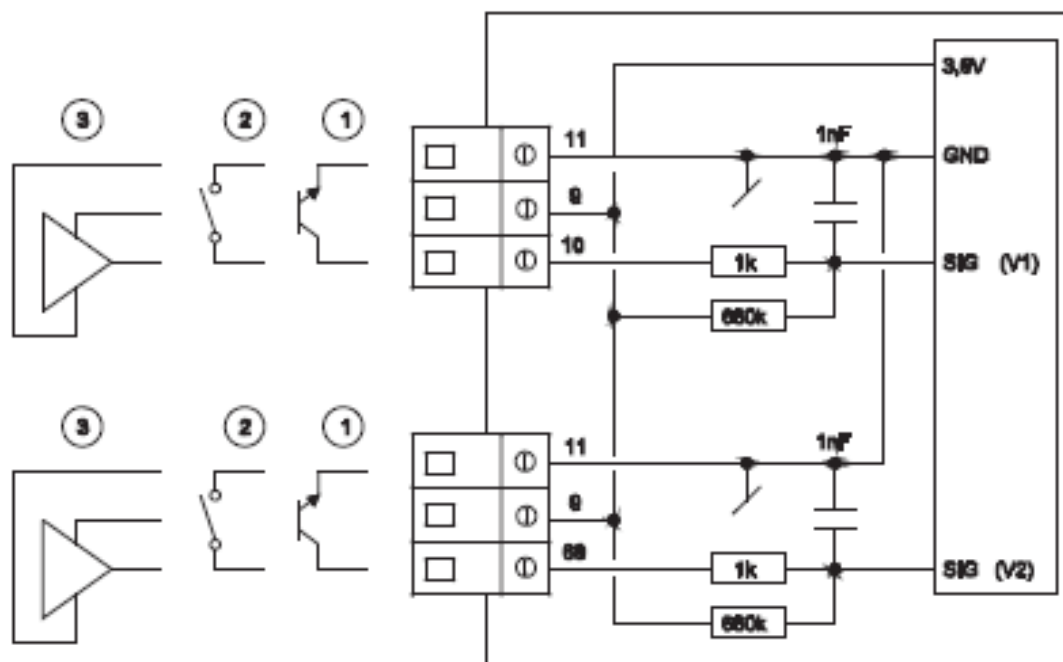 3,6V
3 2 1
11 1nF GND
9
10 1k SIG (V1)
680k
3 2 1
11 1nF
9
69 1k SIG (V2)
680k